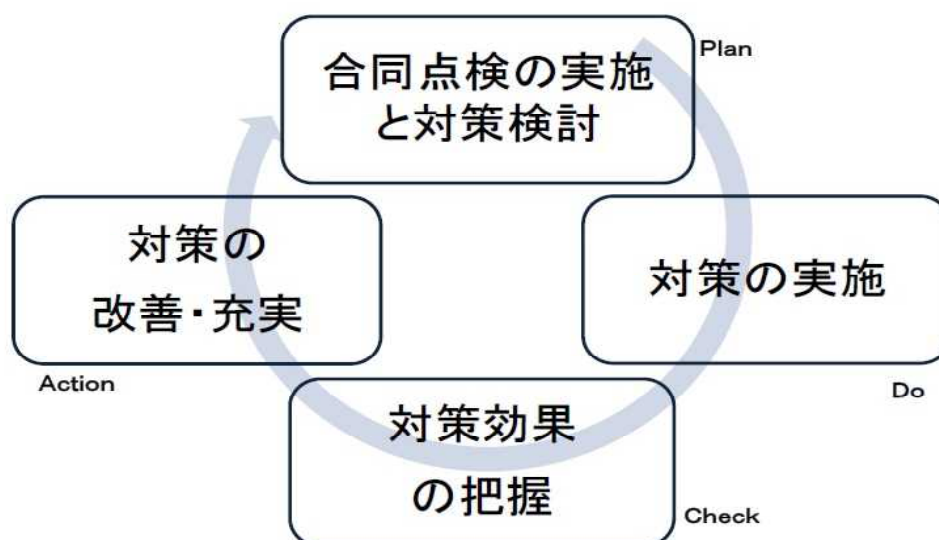 合同点検の実施
と対策検討
Plan
対策の実施
Do
対策効果
の把握
Check
対策の
改善・充実
Action